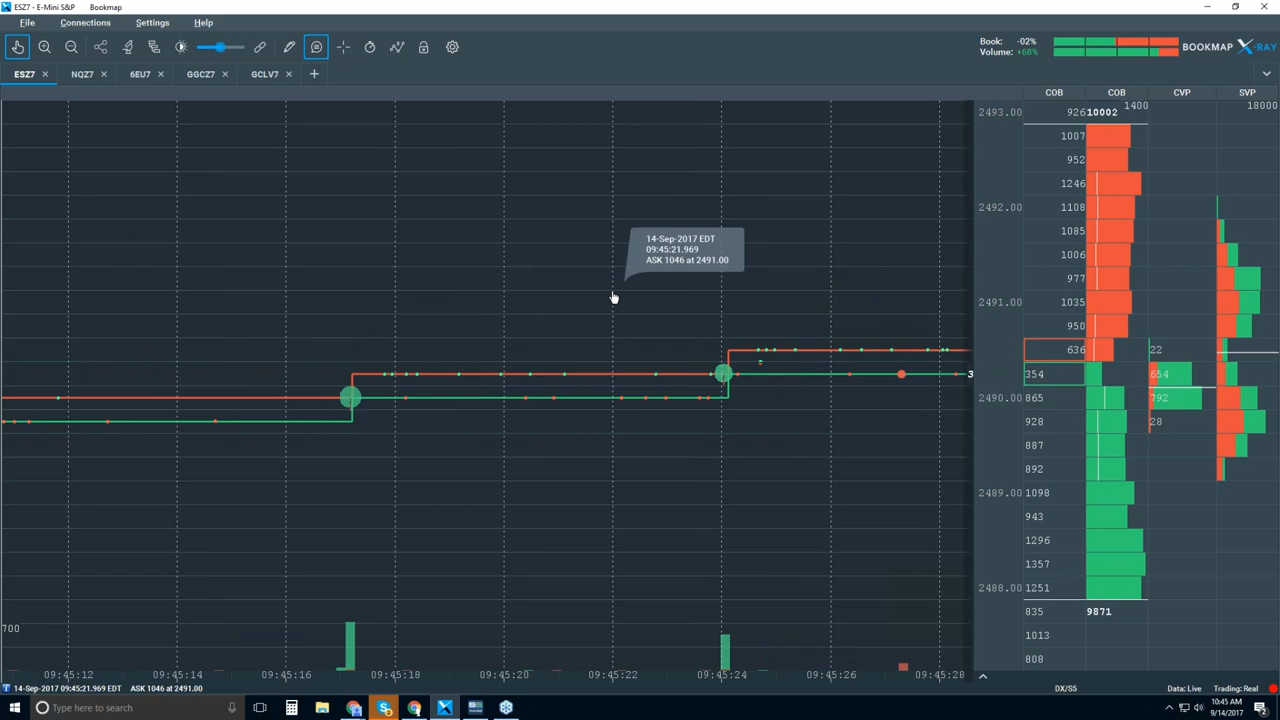 ESZ7 - E-Mini S&P Bookmap
File Connections Settings Help
Book: -02%
Volume: +68%
BOOKMAP X-RAY
ESZ7 NQZ7 6EU7 GGCZ7 GCLV7
COB COB CVP SVP
1400 18000
2493.00 926 10002
1007
952
1246
2492.00 1108
1085
1006
977
2491.00 1035
950
636 22
3 354 654
2490.00 865 792
928 28
887
892
2489.00 1098
943
1296
1357
2488.00 1251
835 9871
1013
808
14-Sep-2017 EDT
09:45:21.969
ASK 1046 at 2491.00
700
09:45:12 09:45:14 09:45:16 09:45:18 09:45:20 09:45:22 09:45:24 09:45:26 09:45:28
14-Sep-2017 09:45:21.969 EDT ASK 1046 at 2491.00
DX/S5 Data: Live Trading: Real
Type here to search
10:45 AM
9/14/2017
2